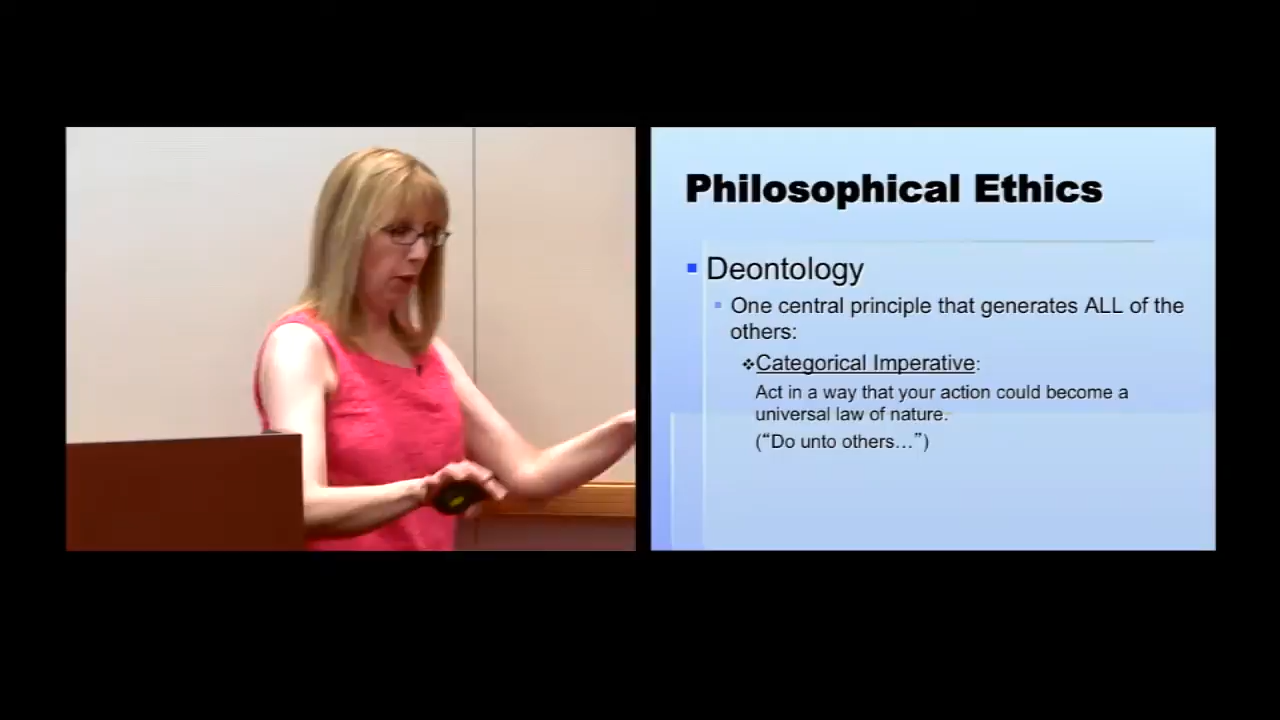 Philosophical Ethics
Deontology
One central principle that generates ALL of the
others:
Categorical Imperative:
Act in a way that your action could become a
universal law of nature.
(“Do unto others…”)